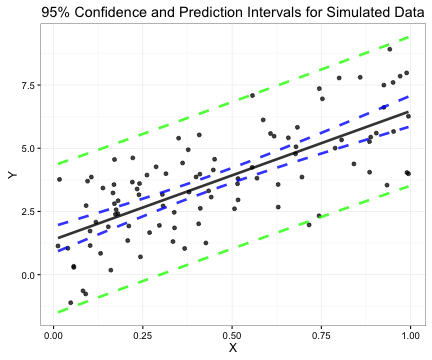 95% Confidence and Prediction Intervals for Simulated Data
7.5
5.0
2.5
0.0
Y
0.00 0.25 0.50 0.75 1.00
X